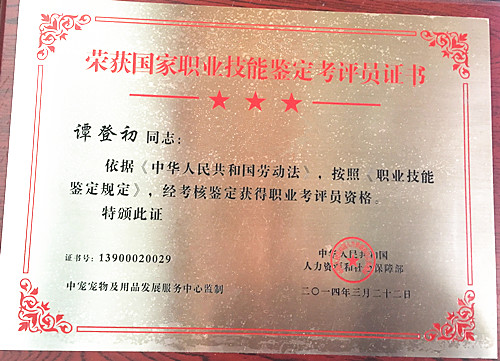 荣获国家职业技能鉴定考评员证书
谭登初 同志：
依据《中华人民共和国劳动法》，按照《职业技能
鉴定规定》，经考核鉴定获得职业考评员资格。
特颁此证
证书号：13900020029
中华人民共和国
人力资源和社会保障部
中宠宠物及用品发展服务中心监制
二〇一四年三月二十二日